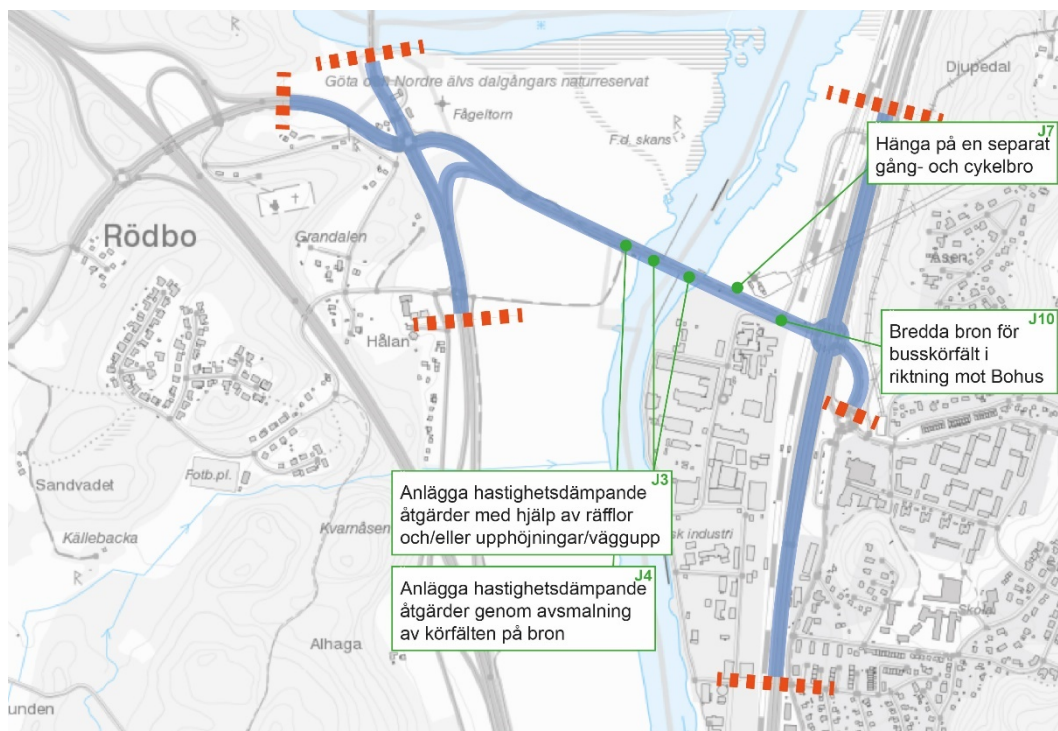 Göta och Nordre älvs dalgångars naturreservat
Djupedal
Fågeltorn
F.d. skans
J7
Hänga på en separat
gång- och cykelbro
Rödbo
Grandalen
Åsen
J10
Bredda bron för
busskörfält i
riktning mot Bohus
Hålan
Fotb.pl.
Sandvadet
Källebacka
Kvarnåsen
J3
Anlägga hastighetsdämpande
åtgärder med hjälp av räfflor
och/eller upphöjningar/väggupp
sk industri
J4
Anlägga hastighetsdämpande
åtgärder genom avsmalning
av körfälten på bron
Skola
Alhaga
unden